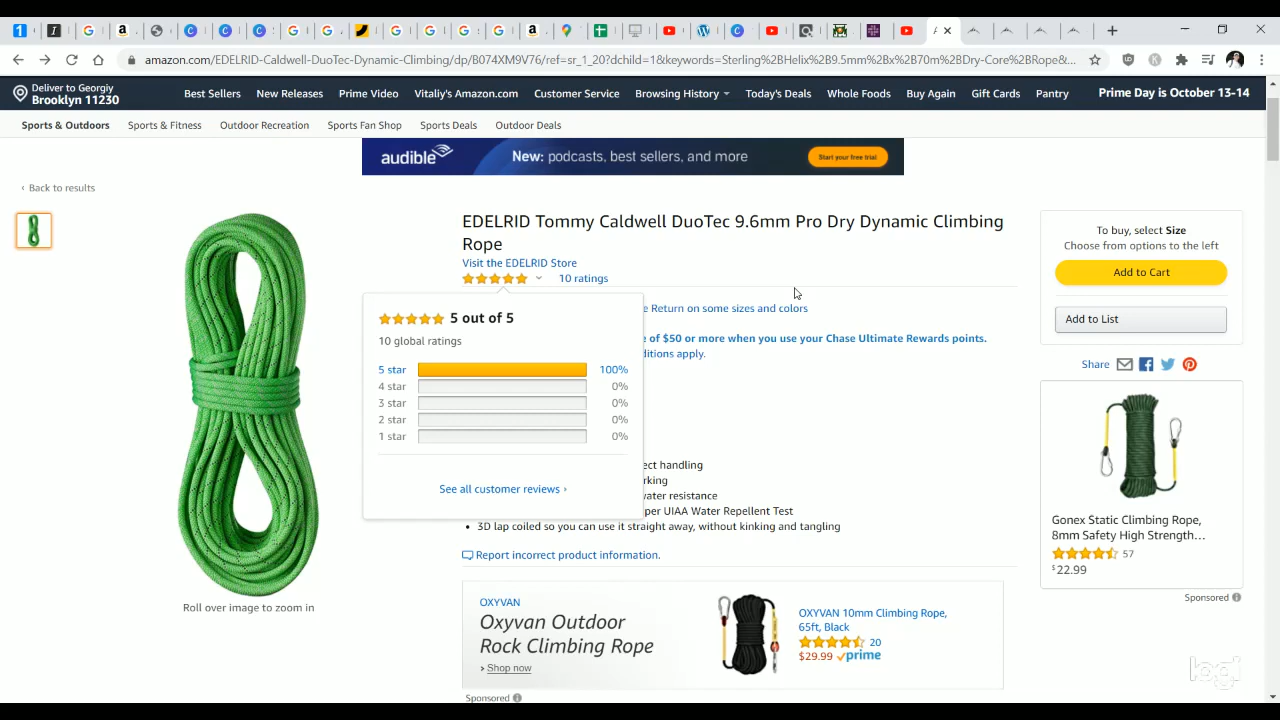 amazon.com/EDELRID-Caldwell-DuoTec-Dynamic-Climbing/dp/B074XM9V76/ref=sr_1_20?dchild=1&keywords=Sterling%2BHelix%2B9.5mm%2Bx%2B70m%2BDry-Core%2BRope&...
Deliver to Georgiy
Brooklyn 11230
Best Sellers New Releases Prime Video Vitaliy's Amazon.com Customer Service Browsing History Today's Deals Whole Foods Buy Again Gift Cards Pantry
Prime Day is October 13-14
Sports & Outdoors Sports & Fitness Outdoor Recreation Sports Fan Shop Sports Deals Outdoor Deals
audible
New: podcasts, best sellers, and more
Start your free trial
‹ Back to results
EDELRID Tommy Caldwell DuoTec 9.6mm Pro Dry Dynamic Climbing
Rope
Visit the EDELRID Store
10 ratings
e Return on some sizes and colors
5 out of 5
10 global ratings
e of $50 or more when you use your Chase Ultimate Rewards points.
ditions apply.
5 star 100%
4 star 0%
3 star 0%
2 star 0%
1 star 0%
See all customer reviews ›
ect handling
rking
water resistance
per UIAA Water Repellent Test
• 3D lap coiled so you can use it straight away, without kinking and tangling
Report incorrect product information.
Roll over image to zoom in
OXYVAN
Oxyvan Outdoor
Rock Climbing Rope
› Shop now
OXYVAN 10mm Climbing Rope,
65ft, Black
20
$29.99 prime
Sponsored
To buy, select Size
Choose from options to the left
Add to Cart
Add to List
Share
Gonex Static Climbing Rope,
8mm Safety High Strength...
57
$22.99
Sponsored
logi